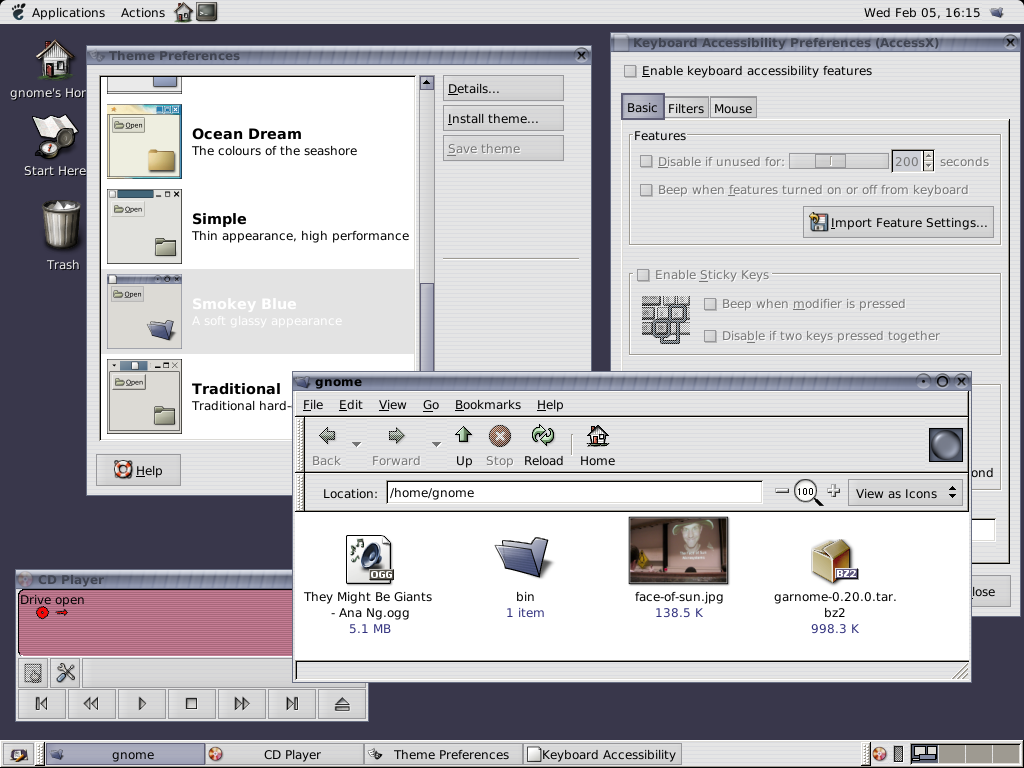 Applications Actions
Wed Feb 05, 16:15
gnome's Hor
Start Here
Trash
Theme Preferences
Open
Ocean Dream
The colours of the seashore
Open
Simple
Thin appearance, high performance
Open
Smokey Blue
A soft glassy appearance
Open
Traditional
Traditional hard-
Details...
Install theme...
Save theme
Help
Keyboard Accessibility Preferences (AccessX)
Enable keyboard accessibility features
Basic Filters Mouse
Features
Disable if unused for: 200 seconds
Beep when features turned on or off from keyboard
Import Feature Settings...
Enable Sticky Keys
Beep when modifier is pressed
Disable if two keys pressed together
ond
lose
gnome
File Edit View Go Bookmarks Help
Back Forward Up Stop Reload Home
Location: /home/gnome 100 View as Icons
OGG
They Might Be Giants
- Ana Ng.ogg
5.1 MB
bin
1 item
face-of-sun.jpg
138.5 K
BZ2
garnome-0.20.0.tar.
bz2
998.3 K
CD Player
Drive open
gnome CD Player Theme Preferences Keyboard Accessibility